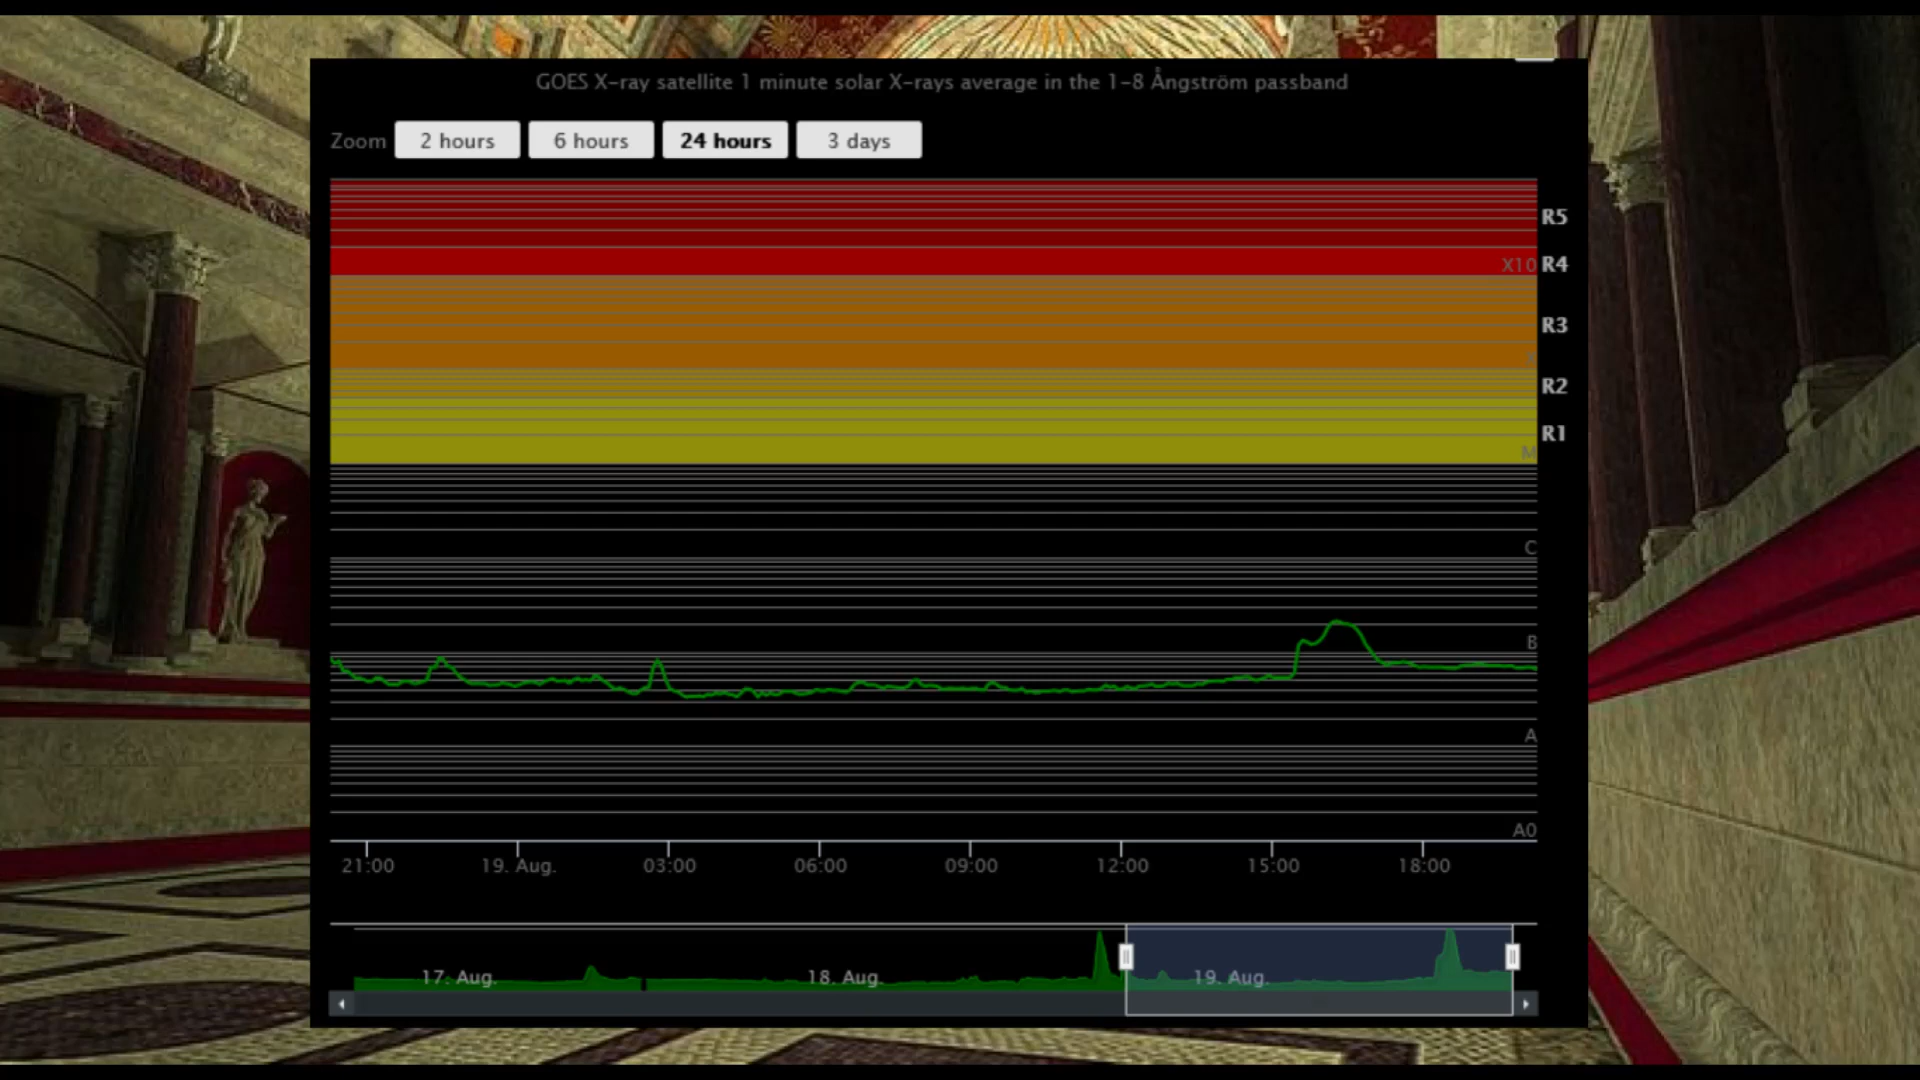 GOES X-ray satellite 1 minute solar X-rays average in the 1-8 Ångström passband
Zoom 2 hours 6 hours 24 hours 3 days
R5
X10 R4
R3
R2
R1
M
C
B
A
A0
21:00 19. Aug. 03:00 06:00 09:00 12:00 15:00 18:00
17. Aug. 18. Aug. 19. Aug.